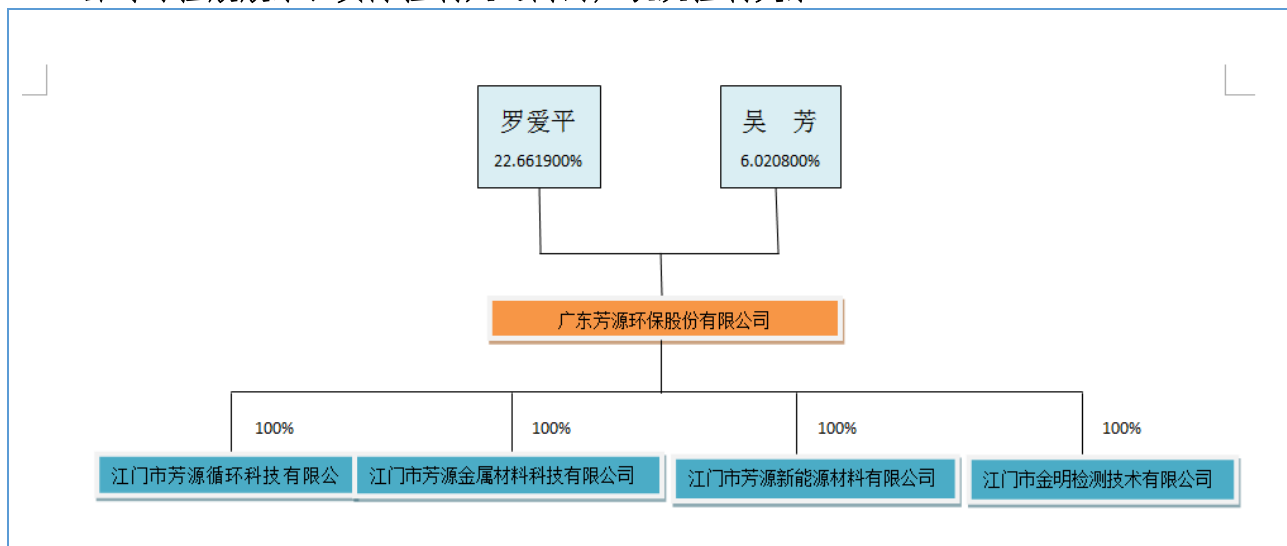 罗爱平
22.661900%
吴 芳
6.020800%
广东芳源环保股份有限公司
100%
100%
100%
100%
江门市芳源循环科技有限公
江门市芳源金属材料科技有限公司
江门市芳源新能源材料有限公司
江门市金明检测技术有限公司